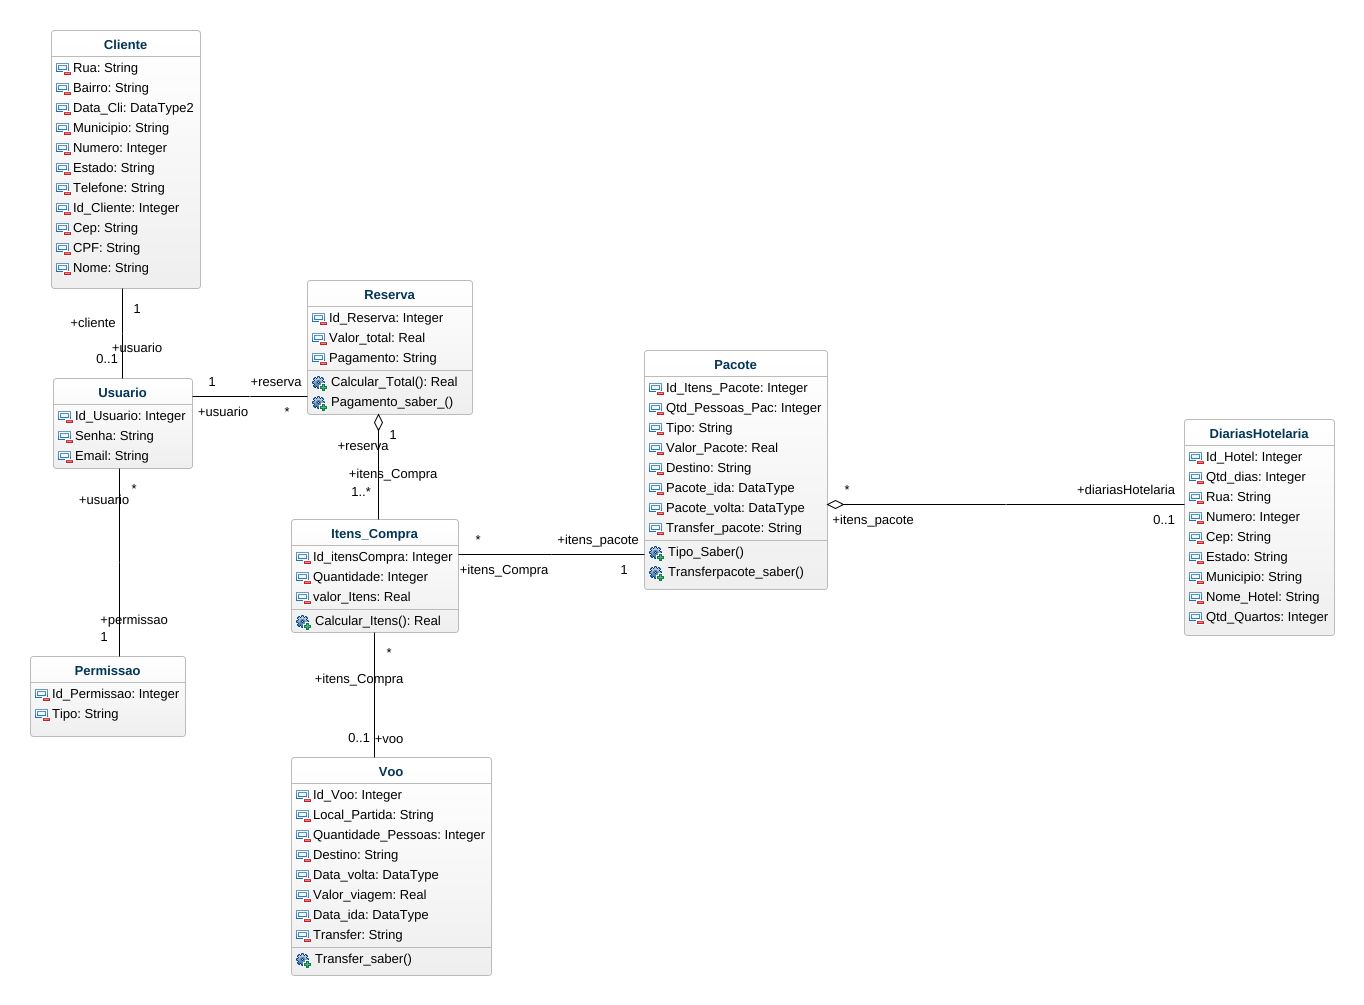 Cliente
Rua: String
Bairro: String
Data_Cli: DataType2
Municipio: String
Numero: Integer
Estado: String
Telefone: String
Id_Cliente: Integer
Cep: String
CPF: String
Nome: String
1
+cliente
+usuario
0..1
Usuario
Id_Usuario: Integer
Senha: String
Email: String
1
+reserva
+usuario
*
Reserva
Id_Reserva: Integer
Valor_total: Real
Pagamento: String
Calcular_Total(): Real
Pagamento_saber_()
1
+reserva
+itens_Compra
1..*
*
+usuario
+permissao
1
Permissao
Id_Permissao: Integer
Tipo: String
Itens_Compra
Id_itensCompra: Integer
Quantidade: Integer
valor_Itens: Real
Calcular_Itens(): Real
*
+itens_pacote
+itens_Compra
1
Pacote
Id_Itens_Pacote: Integer
Qtd_Pessoas_Pac: Integer
Tipo: String
Valor_Pacote: Real
Destino: String
Pacote_ida: DataType
Pacote_volta: DataType
Transfer_pacote: String
Tipo_Saber()
Transferpacote_saber()
*
+diariasHotelaria
+itens_pacote
0..1
DiariasHotelaria
Id_Hotel: Integer
Qtd_dias: Integer
Rua: String
Numero: Integer
Cep: String
Estado: String
Municipio: String
Nome_Hotel: String
Qtd_Quartos: Integer
*
+itens_Compra
0..1
+voo
Voo
Id_Voo: Integer
Local_Partida: String
Quantidade_Pessoas: Integer
Destino: String
Data_volta: DataType
Valor_viagem: Real
Data_ida: DataType
Transfer: String
Transfer_saber()